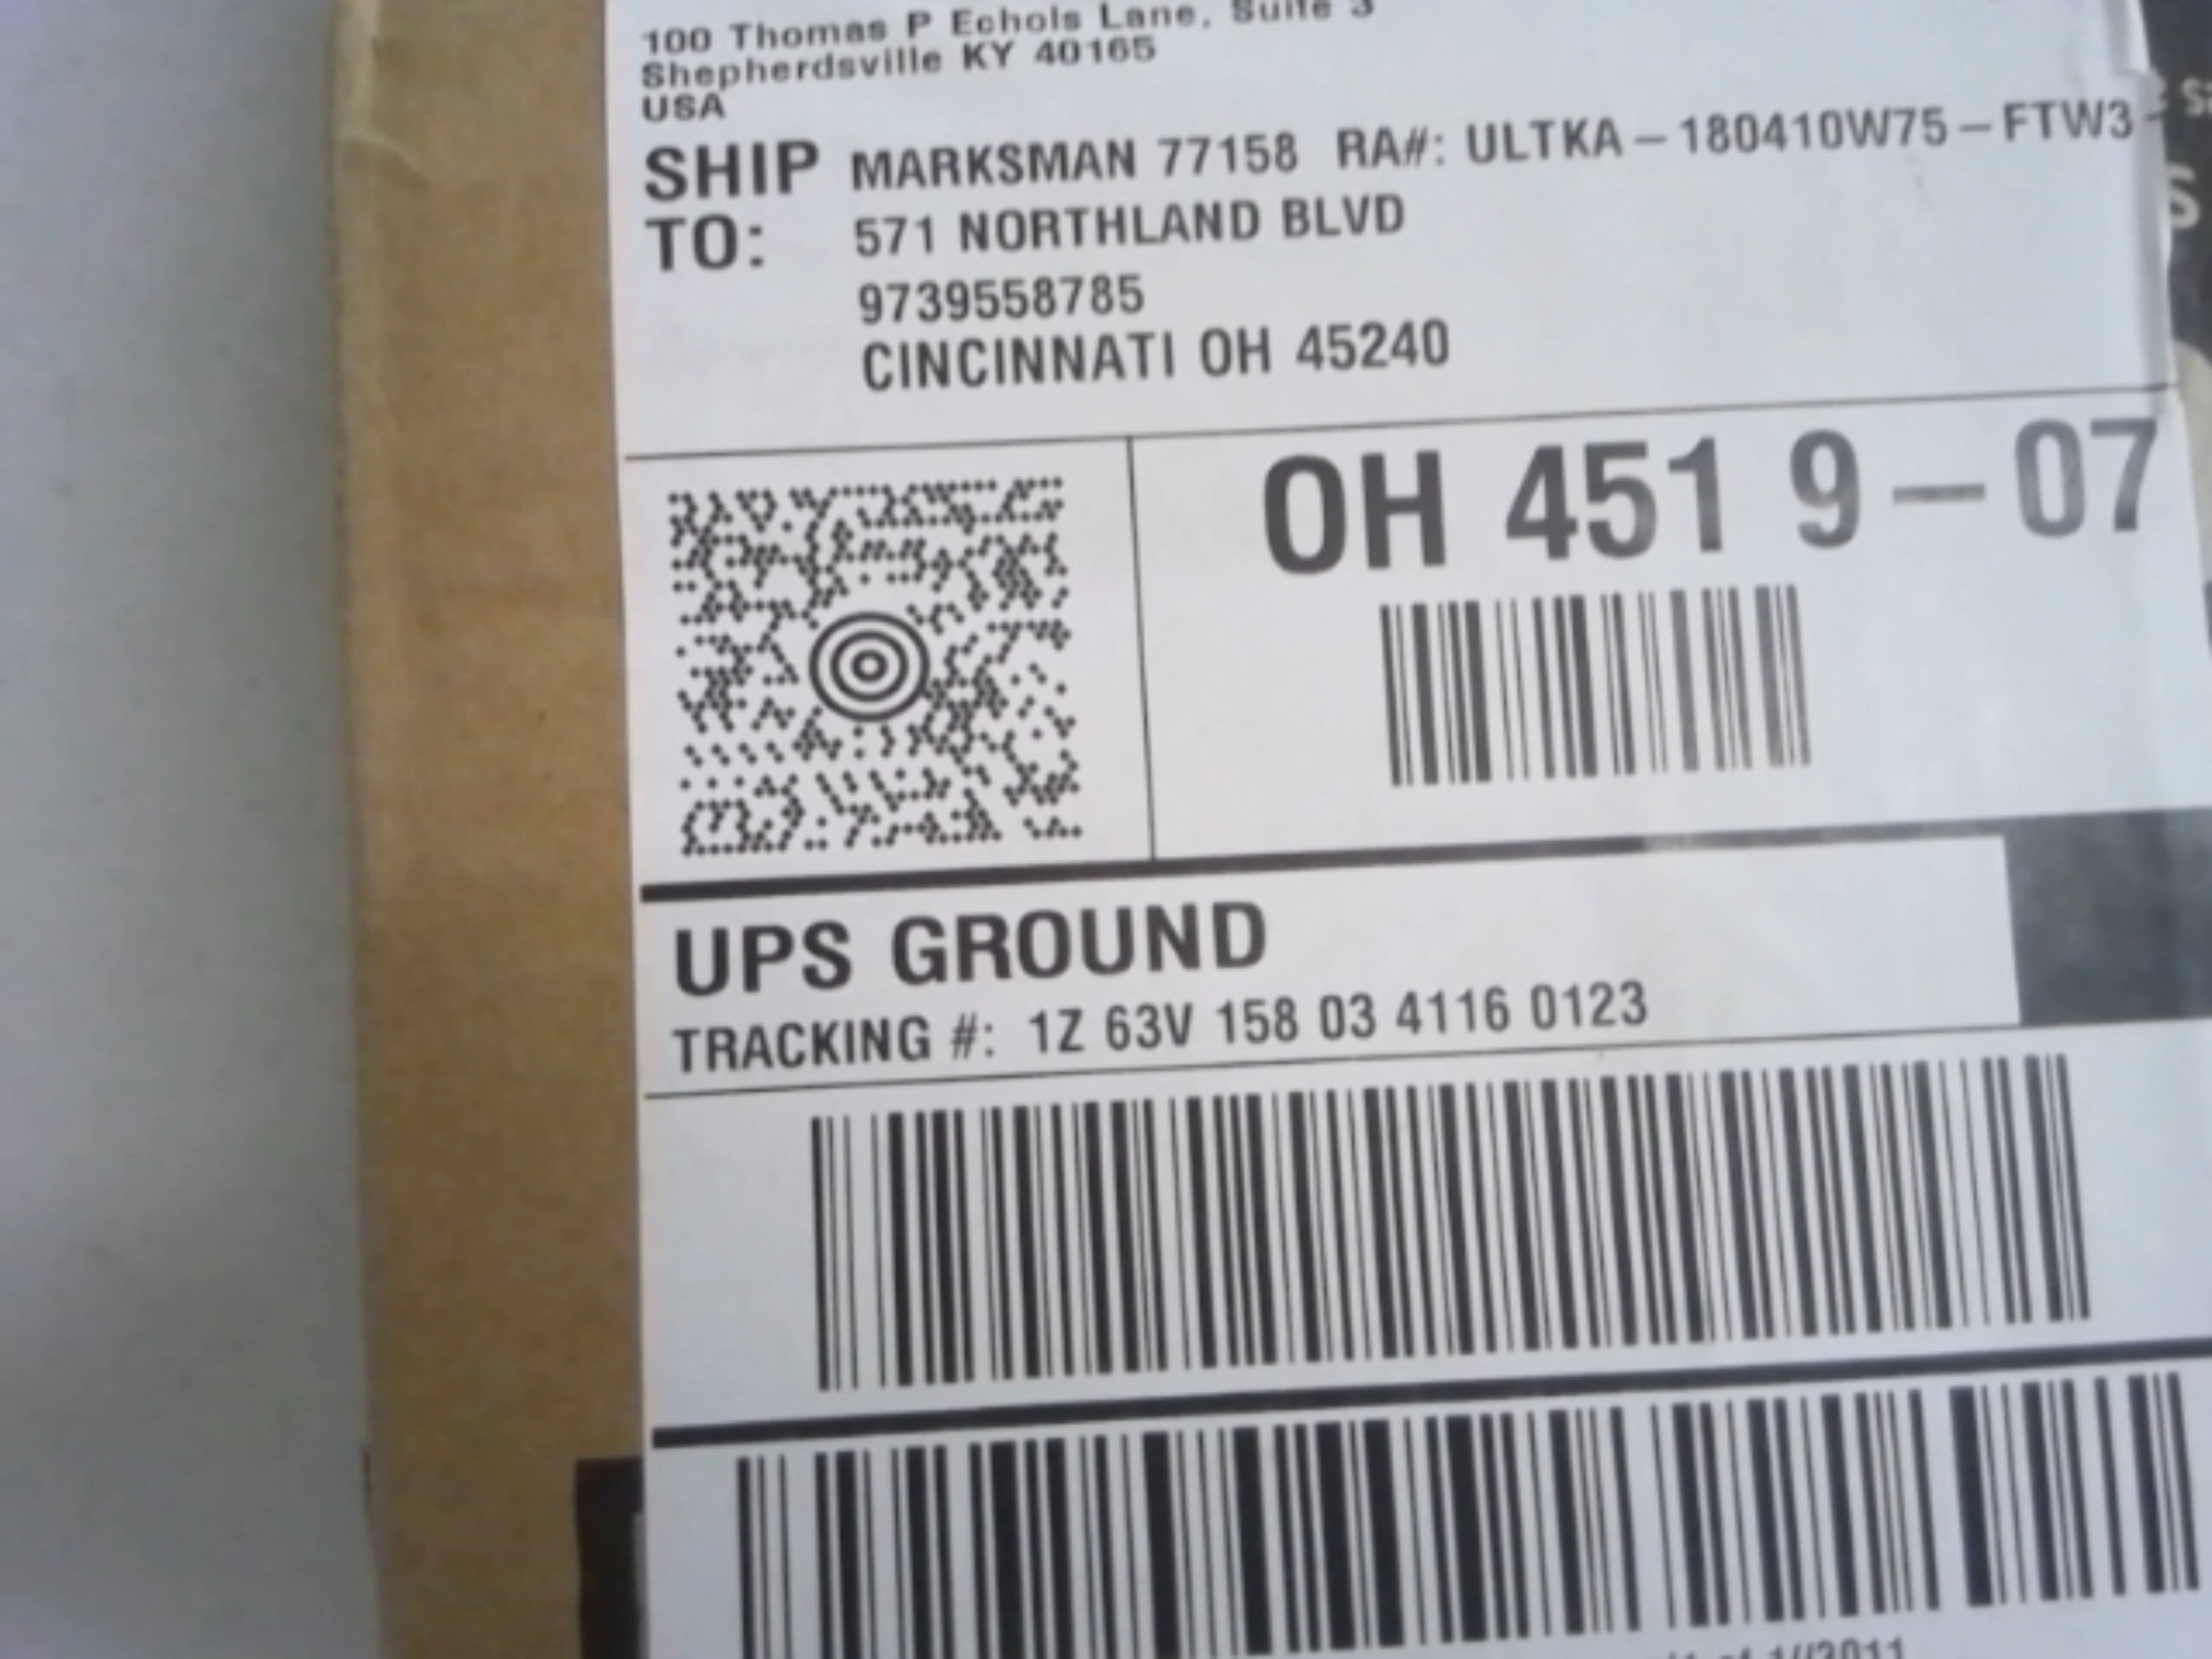 100 Thomas P Echols Lane, Suite 3
Shepherdsville KY 40165
USA
SHIP TO: MARKSMAN 77158 RA#: ULTKA-180410W75-FTW3-
571 NORTHLAND BLVD
9739558785
CINCINNATI OH 45240
OH 451 9-07
UPS GROUND
TRACKING #: 1Z 63V 158 03 4116 0123